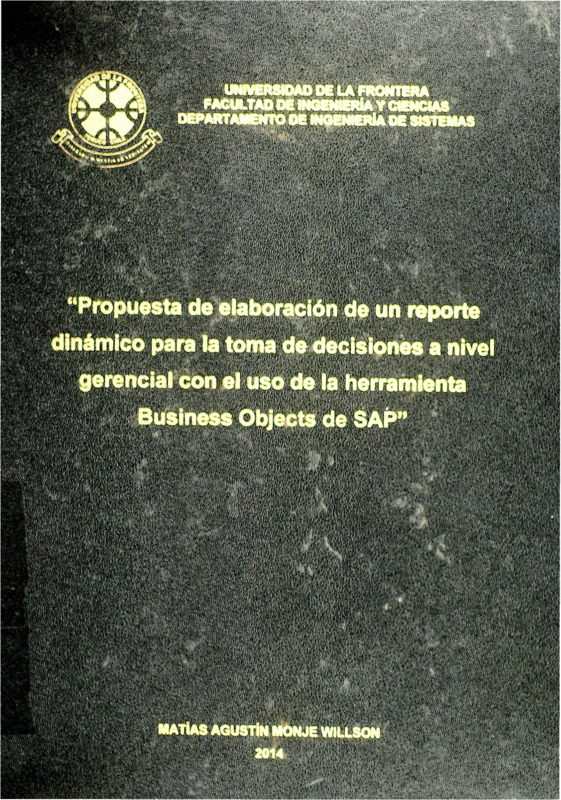 UNIVERSIDAD DE LA FRONTERA
FACULTAD DE INGENIERÍA Y CIENCIAS
DEPARTAMENTO DE INGENIERÍA DE SISTEMAS
“Propuesta de elaboración de un reporte
dinámico para la toma de decisiones a nivel
gerencial con el uso de la herramienta
Business Objects de SAP”
MATÍAS AGUSTÍN MONJE WILLSON
2014